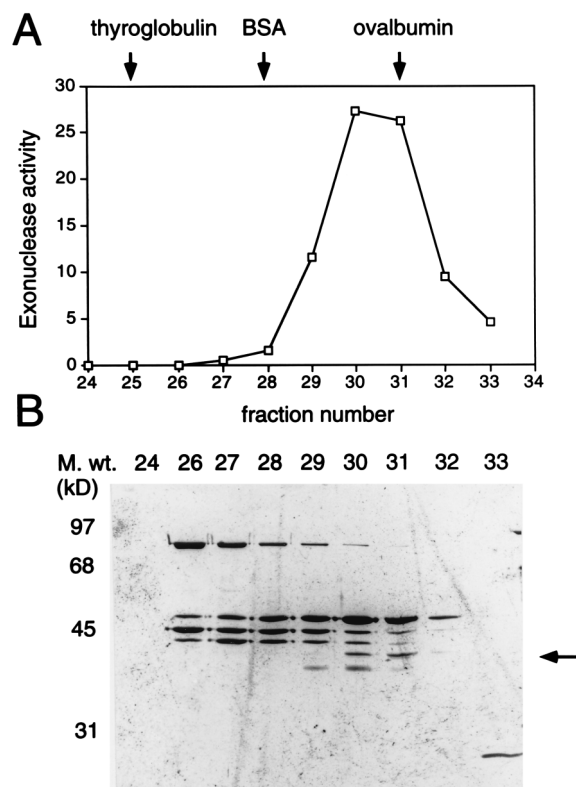 A
thyroglobulin BSA ovalbumin
30
25
20
15
10
5
0
Exonuclease activity
24 25 26 27 28 29 30 31 32 33 34
fraction number
B
M. wt. 24 26 27 28 29 30 31 32 33
(kD)
97
68
45
31